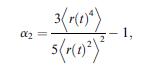 α₂ = 3⟨r(t)⁴⟩ / 5⟨r(t)²⟩² − 1,